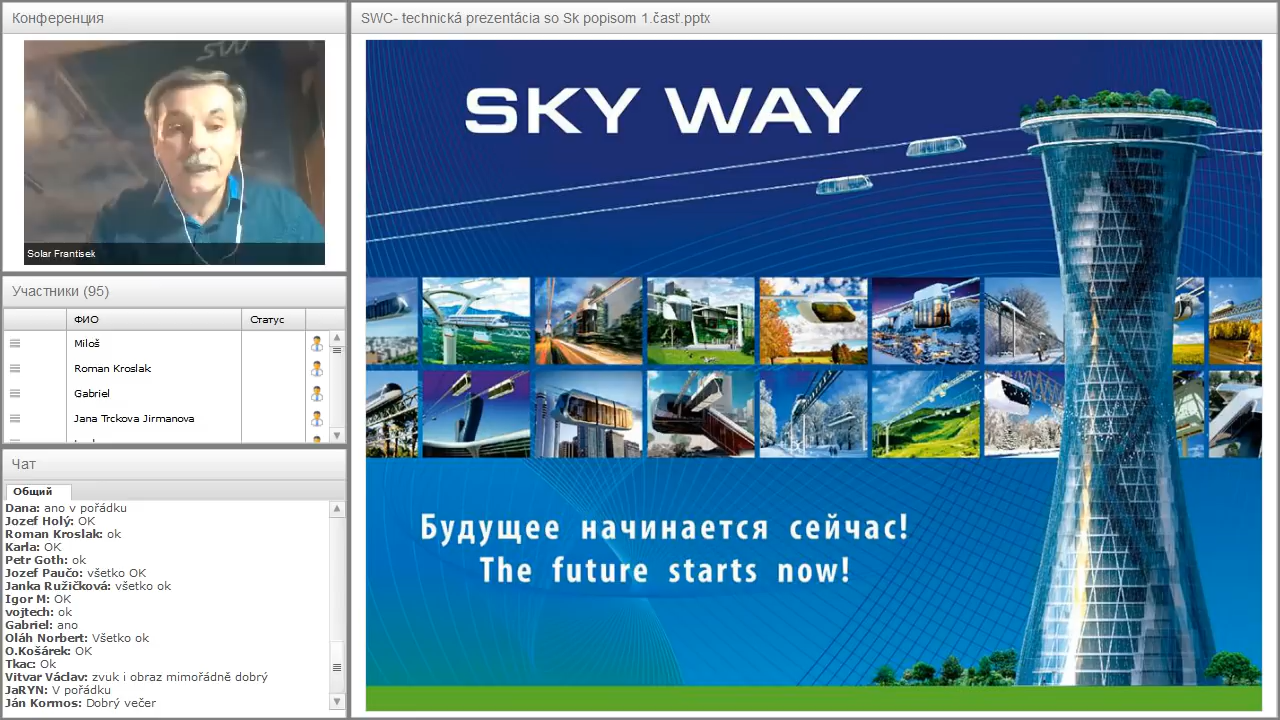 Конференция
Solar Frantisek
Участники (95)
ФИО
Статус
Miloš
Roman Kroslak
Gabriel
Jana Trckova Jirmanova
Чат
Общий
Dana: ano v pořádku
Jozef Holý: OK
Roman Kroslak: ok
Karla: OK
Petr Goth: ok
Jozef Paučo: všetko OK
Janka Ružičková: všetko ok
Igor M: OK
vojtech: ok
Gabriel: ano
Oláh Norbert: Všetko ok
O.Košárek: OK
Tkac: Ok
Vitvar Václav: zvuk i obraz mimořádně dobrý
JaRYN: V pořádku
Ján Kormos: Dobrý večer
SWC- technická prezentácia so Sk popisom 1.časť.pptx
SKY WAY
Будущее начинается сейчас!
The future starts now!